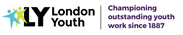 LY London Youth
Championing
outstanding youth
work since 1887